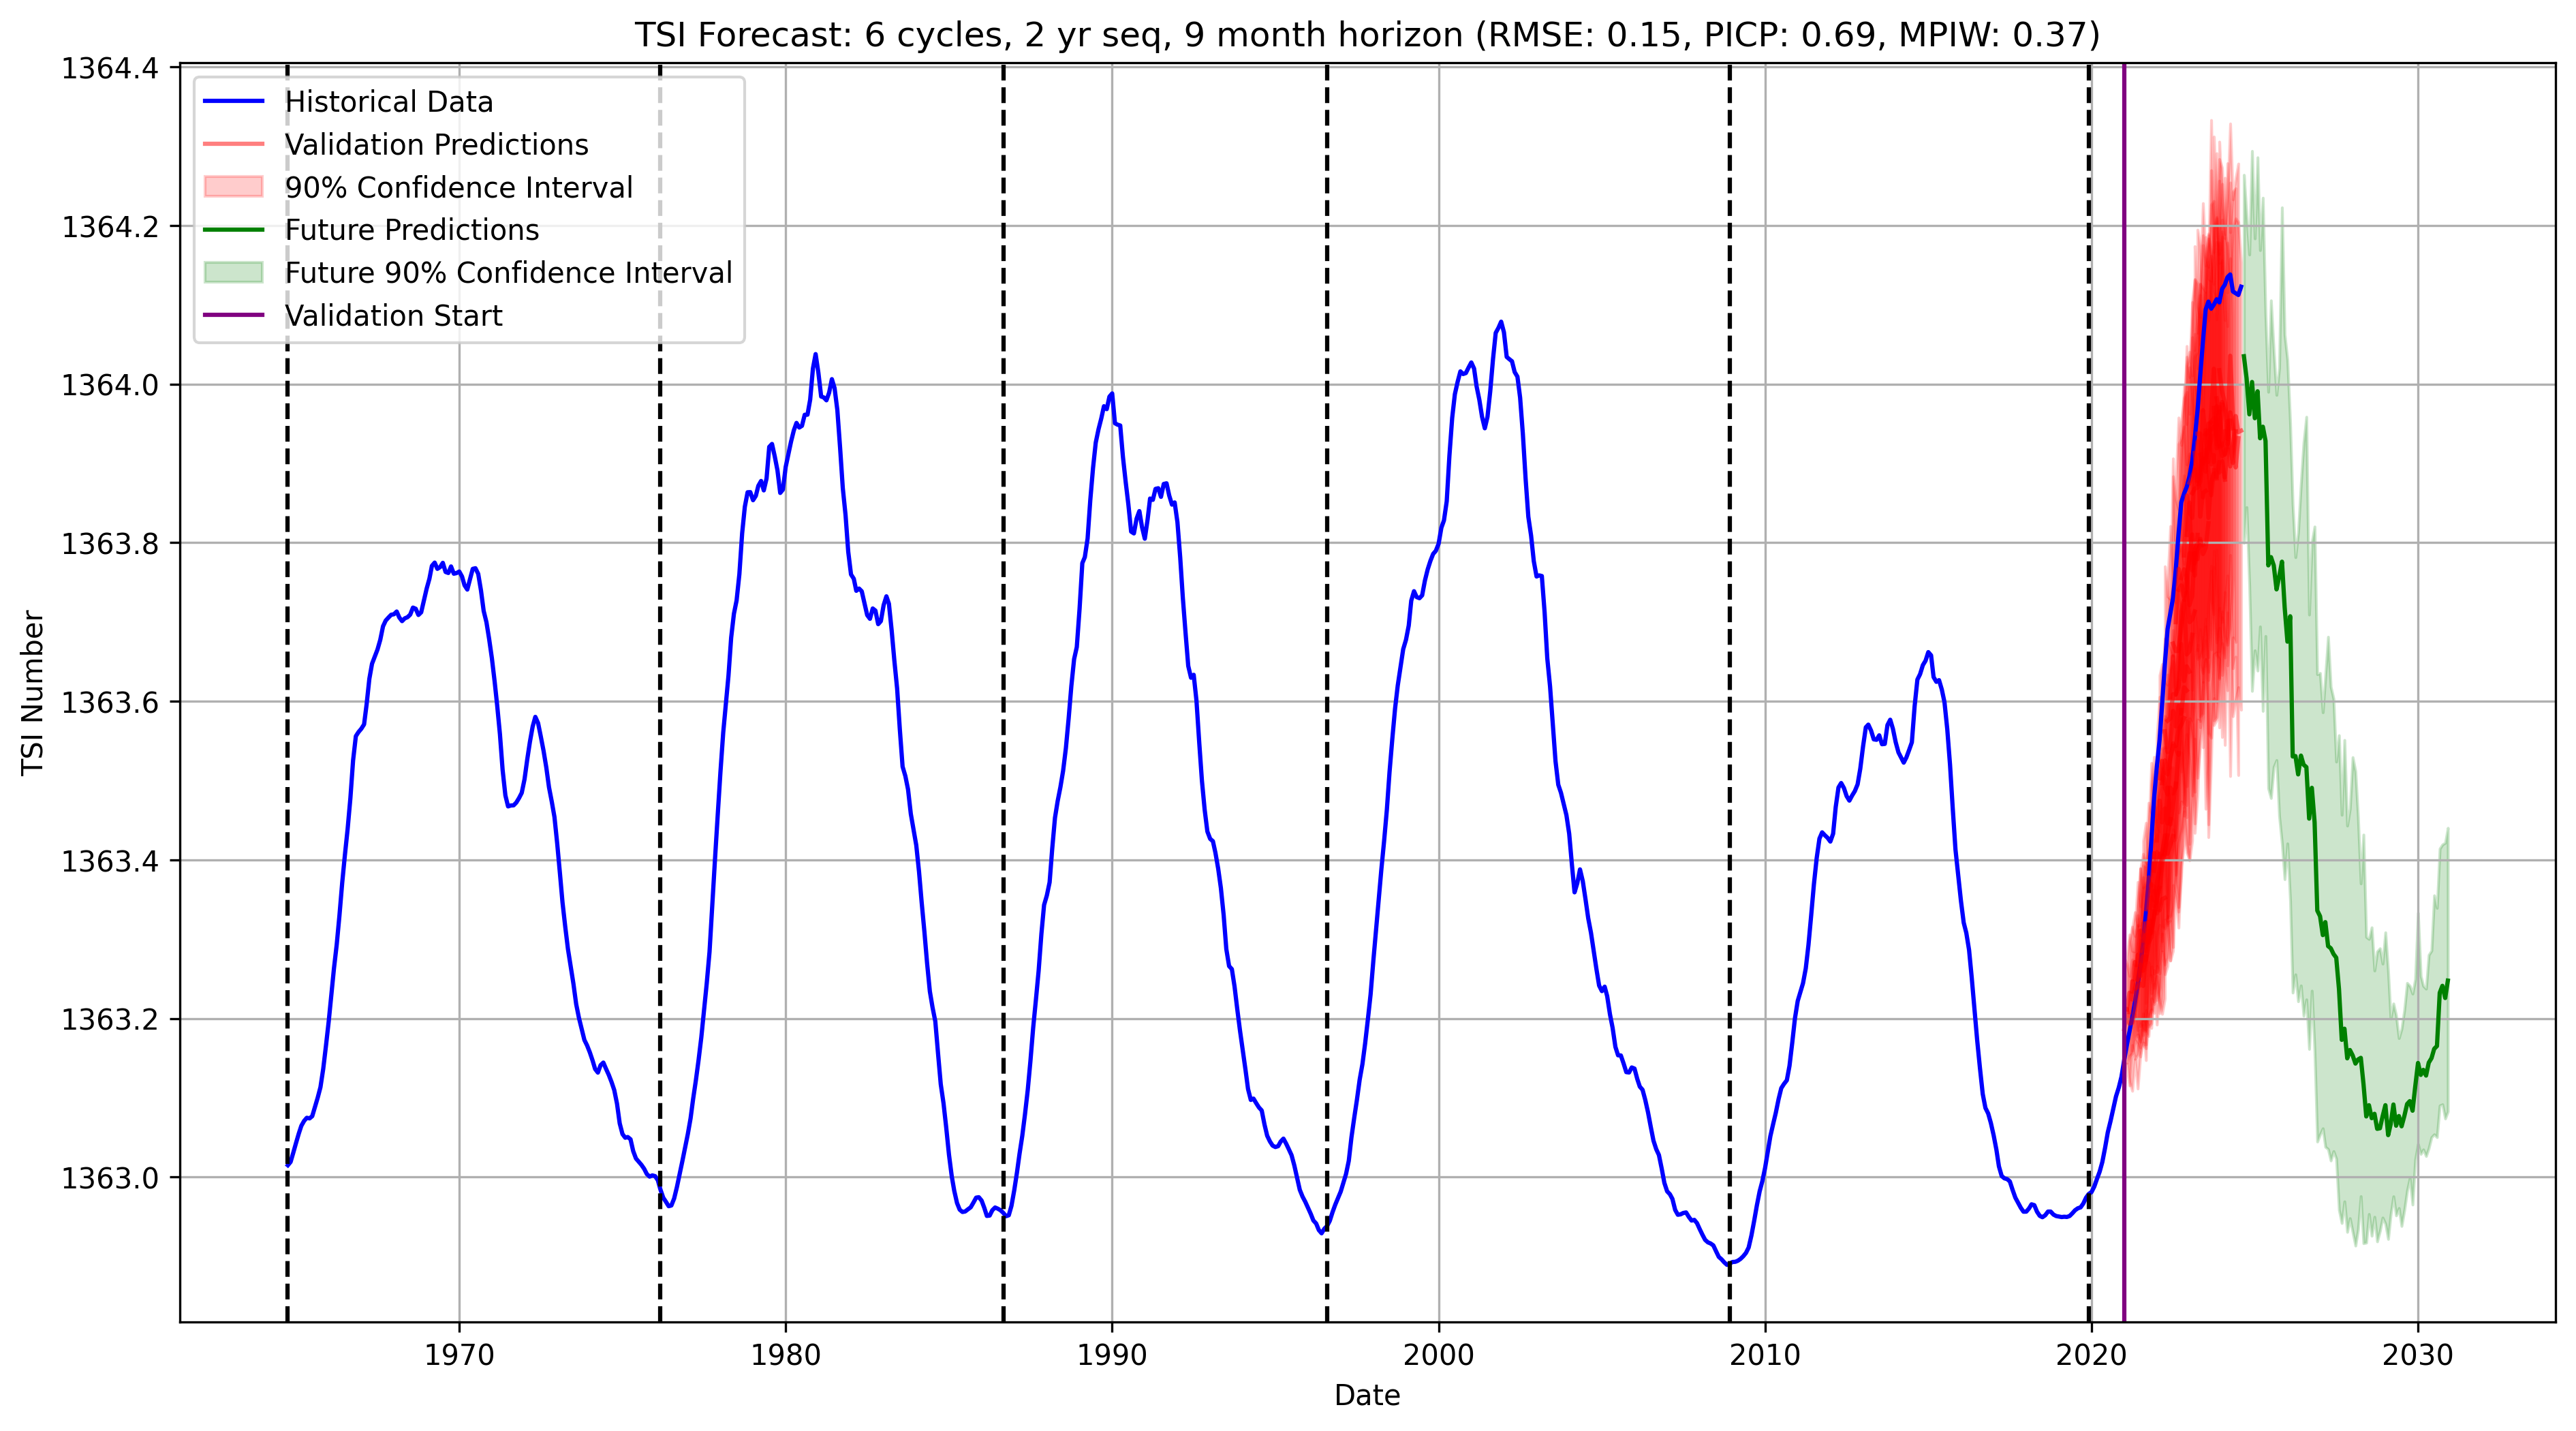 TSI Forecast: 6 cycles, 2 yr seq, 9 month horizon (RMSE: 0.15, PICP: 0.69, MPIW: 0.37)
Historical Data
Validation Predictions
90% Confidence Interval
Future Predictions
Future 90% Confidence Interval
Validation Start
TSI Number
1364.4
1364.2
1364.0
1363.8
1363.6
1363.4
1363.2
1363.0
1970
1980
1990
2000
2010
2020
2030
Date